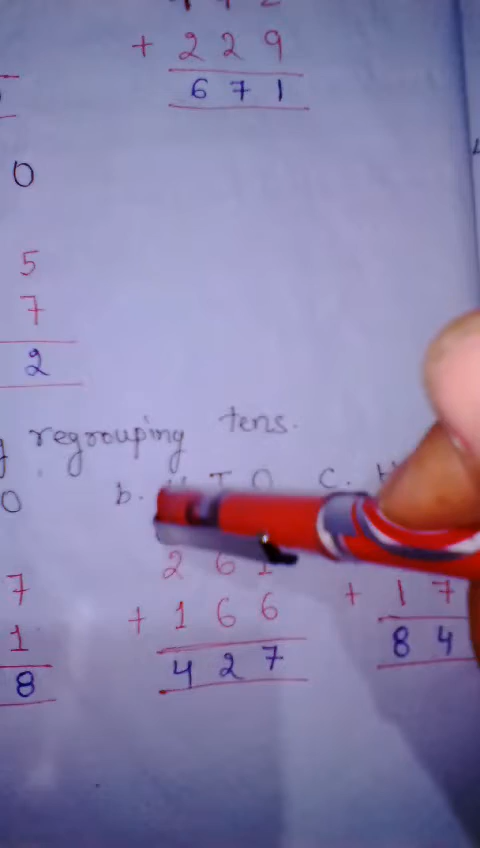 + 2 2 9
6 7 1
0
5
7
2
regrouping tens.
0 b. T O C. H
7 2 6 1
1 + 1 6 6 + 1 7
8 4 2 7 8 4